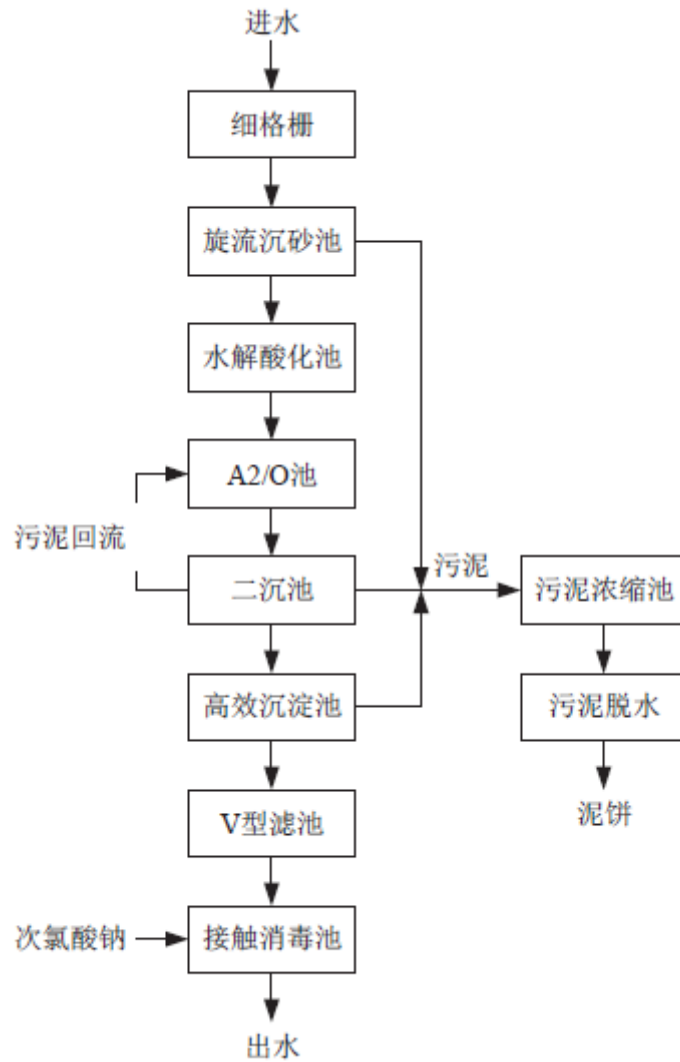 进水
细格栅
旋流沉砂池
水解酸化池
A2/O池
污泥回流
二沉池
污泥
污泥浓缩池
高效沉淀池
污泥脱水
泥饼
V型滤池
次氯酸钠
接触消毒池
出水